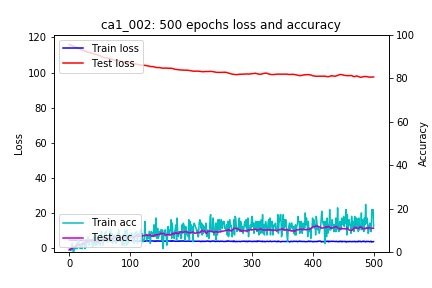 ca1_002: 500 epochs loss and accuracy
120
100
80
60
40
20
0
Loss
Train loss
Test loss
Train acc
Test acc
100
80
60
40
20
0
Accuracy
0
100
200
300
400
500